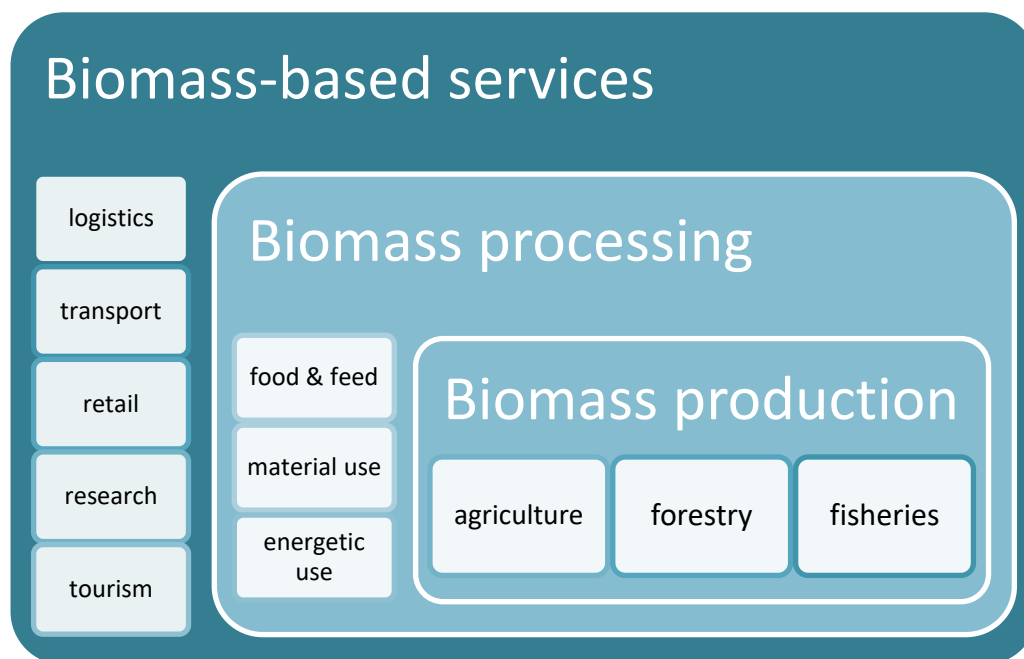 Biomass-based services
logistics
transport
retail
research
tourism
Biomass processing
food & feed
material use
energetic
use
Biomass production
agriculture
forestry
fisheries